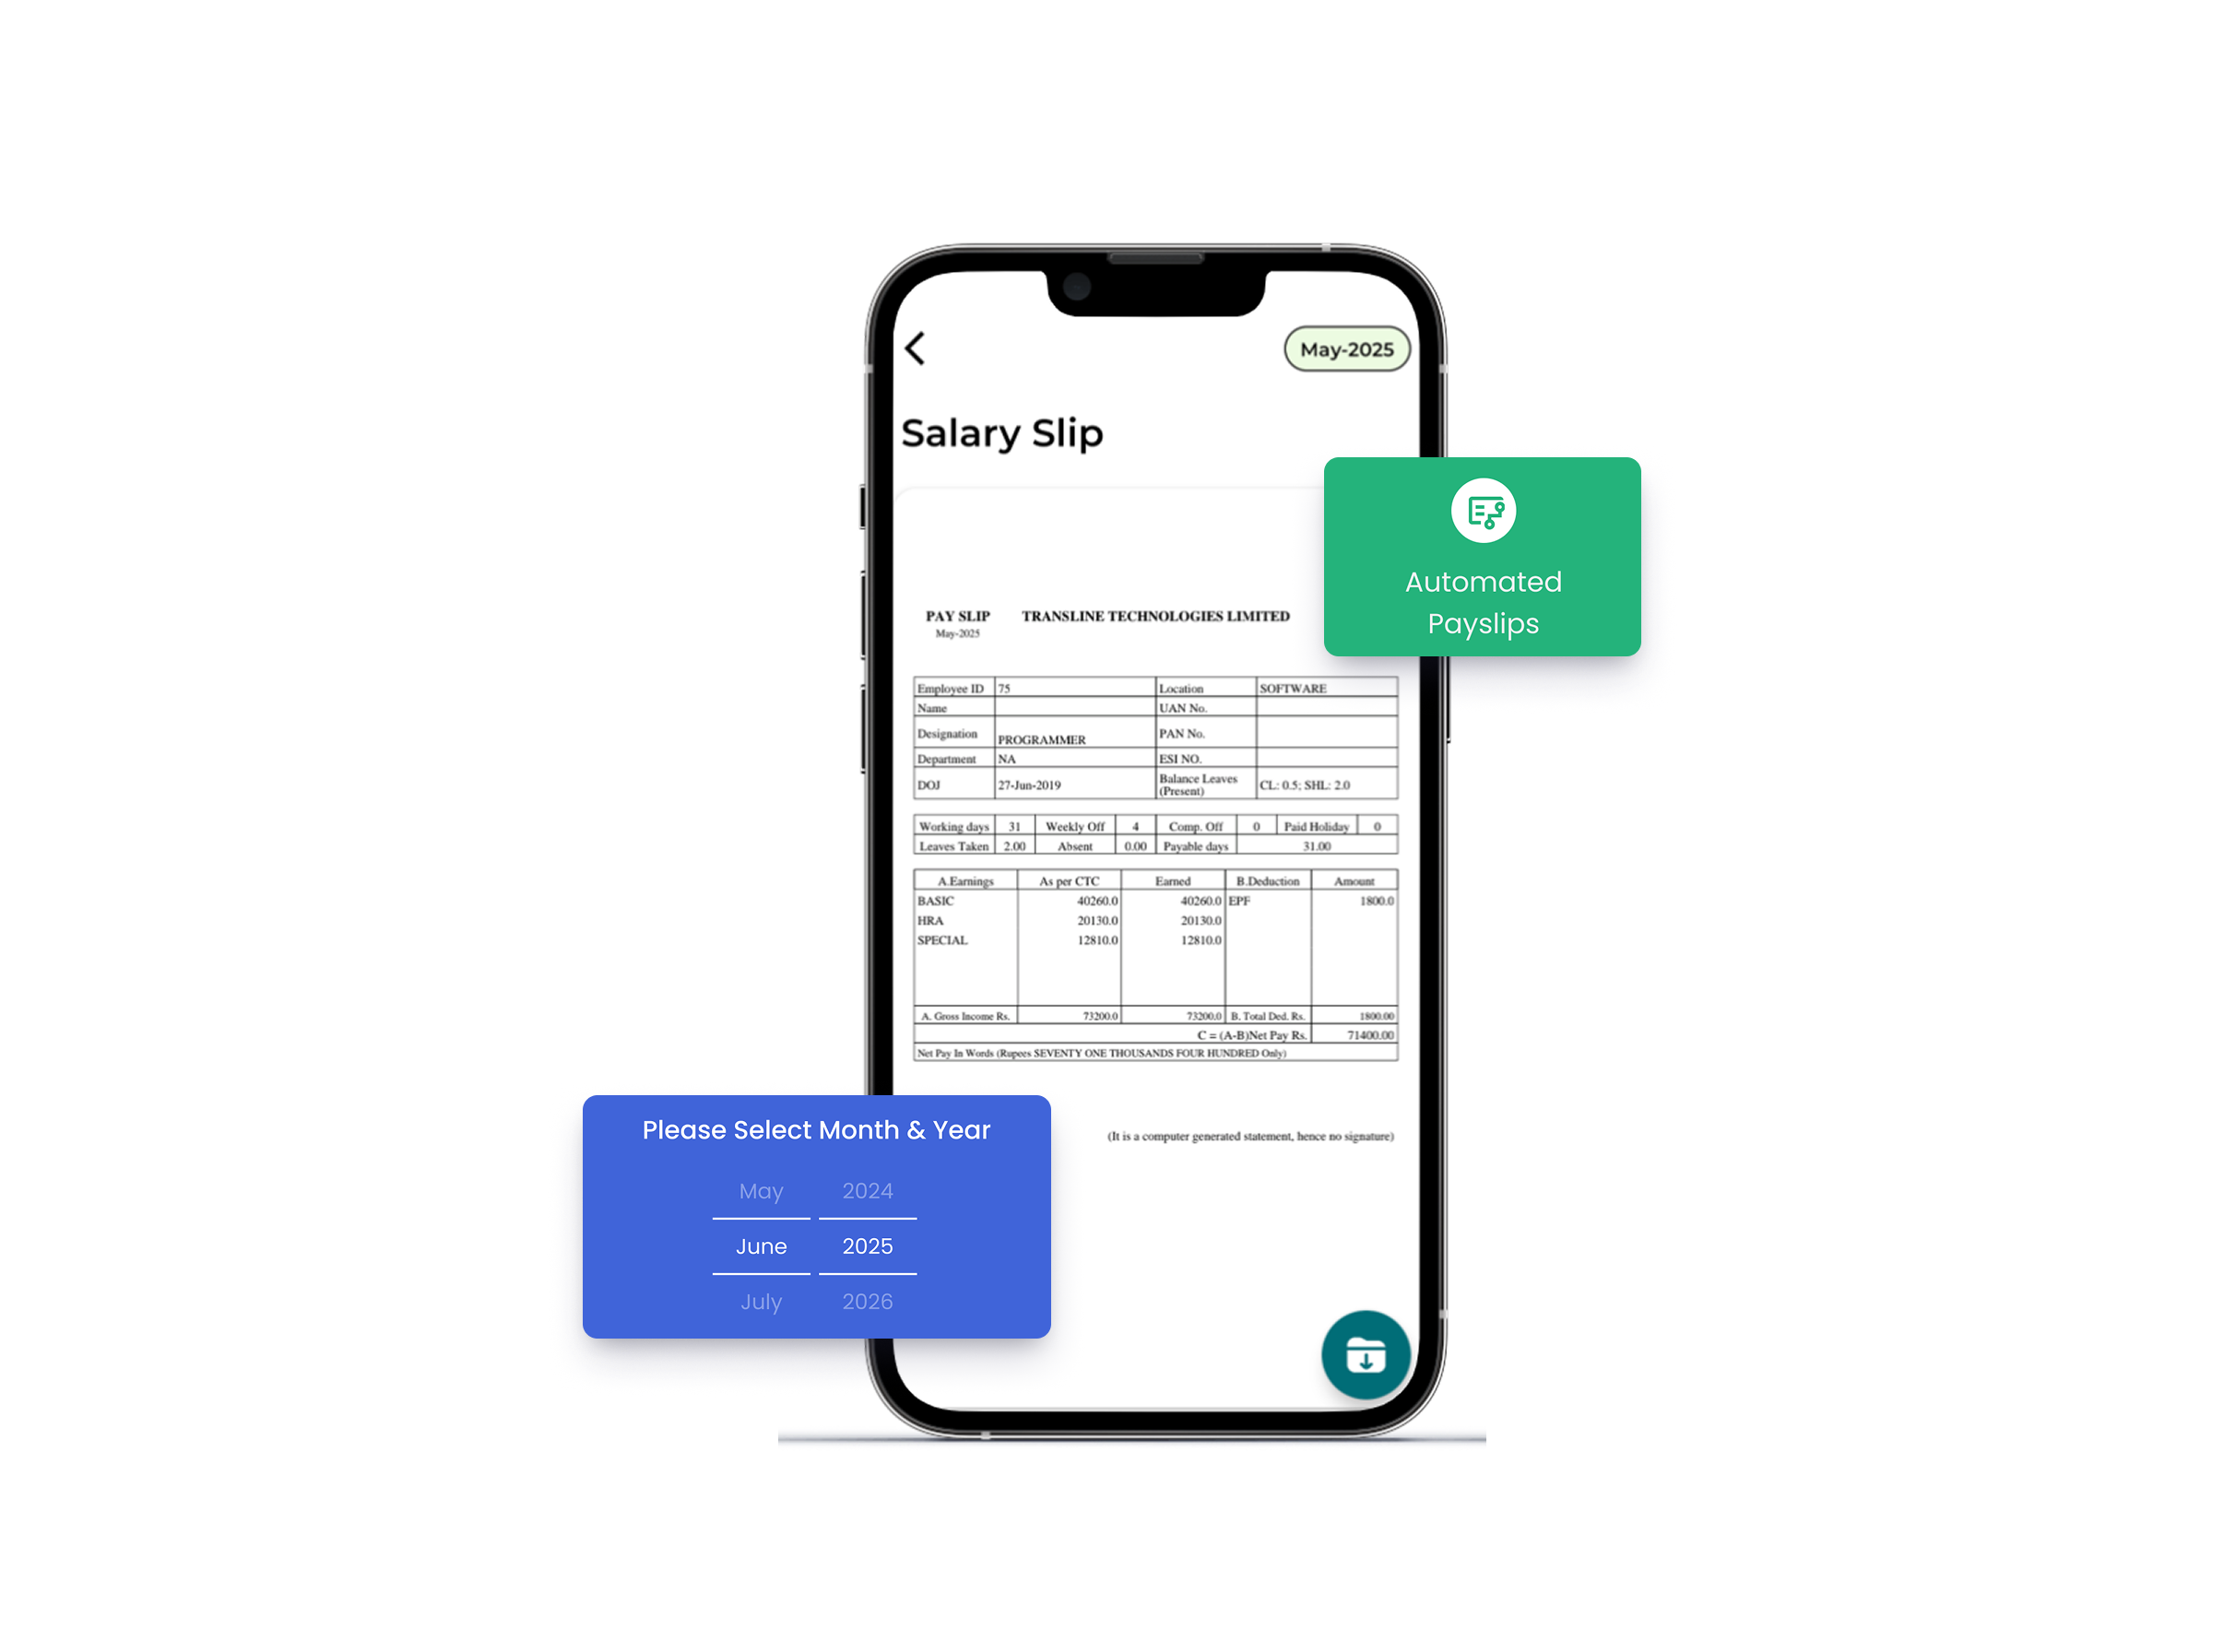 May-2025
Salary Slip
Automated
Payslips
PAY SLIP TRANSLINE TECHNOLOGIES LIMITED
May-2025
Employee ID 75 Location SOFTWARE
Name UAN No.
Designation PROGRAMMER PAN No.
Department NA ESI NO.
DOJ 27-Jun-2019 Balance Leaves (Present) CL: 0.5; SHL: 2.0
Working days 31 Weekly Off 4 Comp. Off 0 Paid Holiday 0
Leaves Taken 2.00 Absent 0.00 Payable days 31.00
A.Earnings As per CTC Earned B.Deduction Amount
BASIC 40260.0 40260.0 EPF 1800.0
HRA 20130.0 20130.0
SPECIAL 12810.0 12810.0
A. Gross Income Rs. 73200.0 73200.0 B. Total Ded. Rs. 1800.00
C = (A-B)Net Pay Rs. 71400.00
Net Pay In Words (Rupees SEVENTY ONE THOUSANDS FOUR HUNDRED Only)
(It is a computer generated statement, hence no signature)
Please Select Month & Year
May 2024
June 2025
July 2026